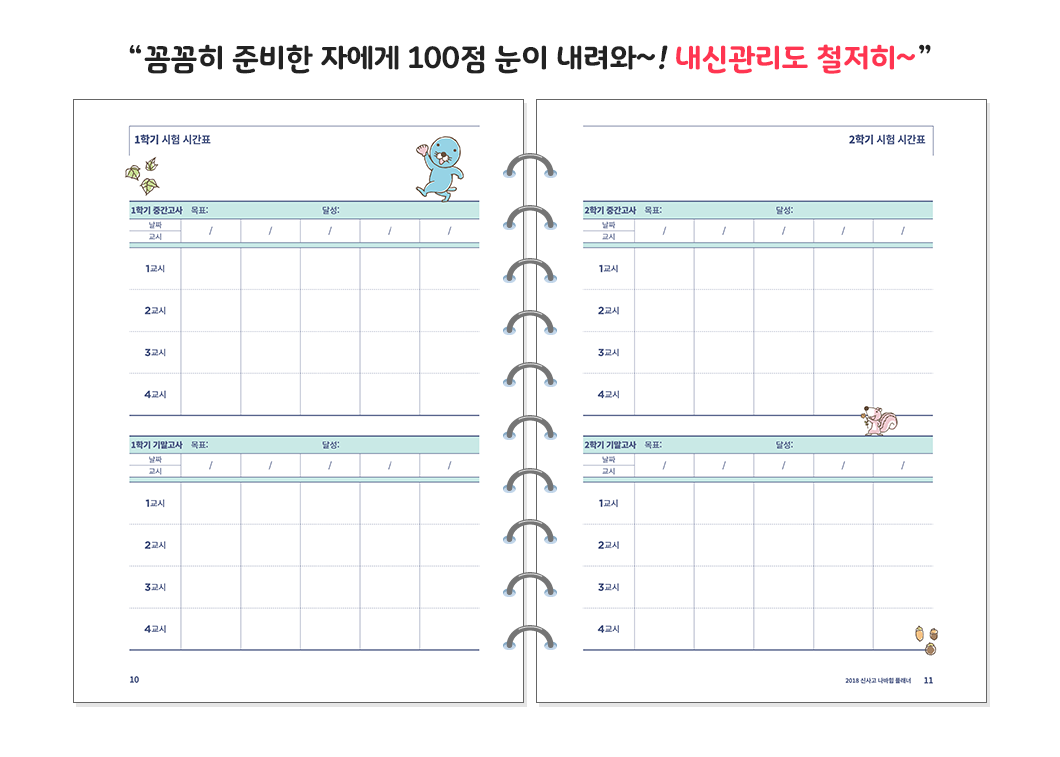 “꼼꼼히 준비한 자에게 100점 눈이 내려와~! 내신관리도 철저히~”
1학기 시험 시간표
1학기 중간고사 목표: 달성:
날짜 / / / / /
교시
1교시
2교시
3교시
4교시
1학기 기말고사 목표: 달성:
날짜 / / / / /
교시
1교시
2교시
3교시
4교시
10
2학기 시험 시간표
2학기 중간고사 목표: 달성:
날짜 / / / / /
교시
1교시
2교시
3교시
4교시
2학기 기말고사 목표: 달성:
날짜 / / / / /
교시
1교시
2교시
3교시
4교시
2018 신사고 나바힘 플래너 11